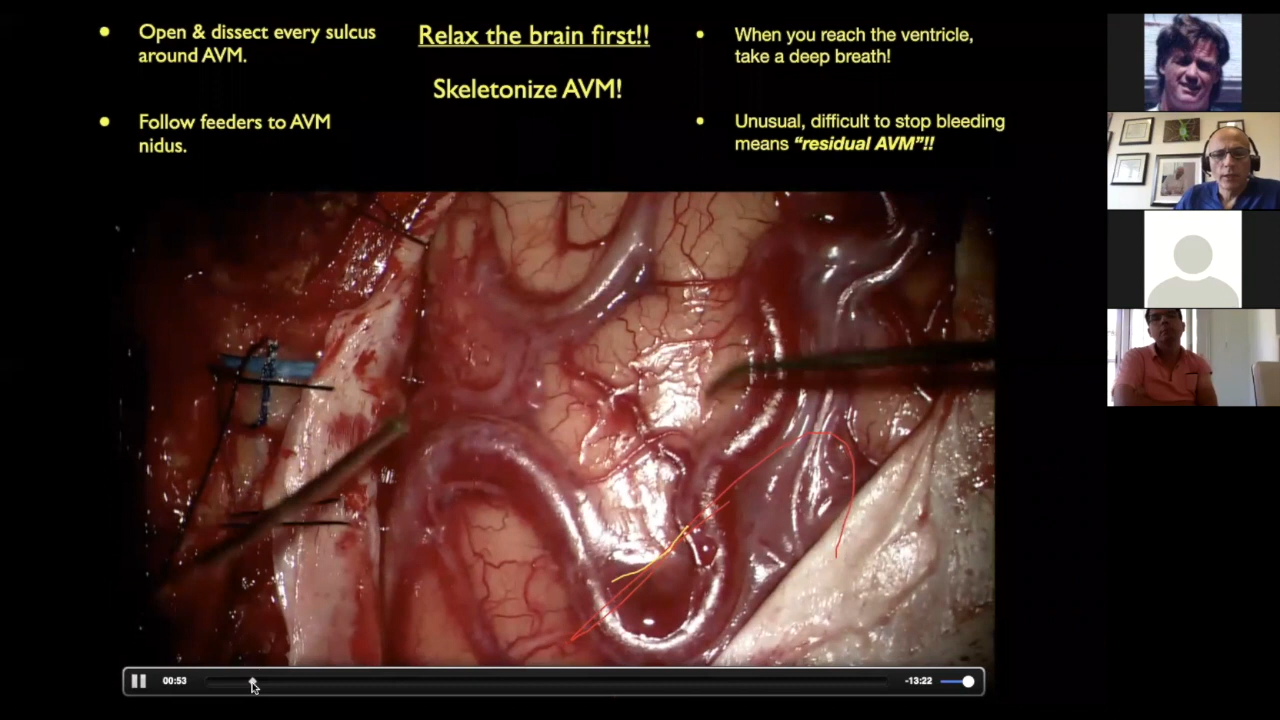 Open & dissect every sulcus
around AVM.
Follow feeders to AVM
nidus.
Relax the brain first!!
Skeletonize AVM!
When you reach the ventricle,
take a deep breath!
Unusual, difficult to stop bleeding
means “residual AVM”!!
00:53
-13:22